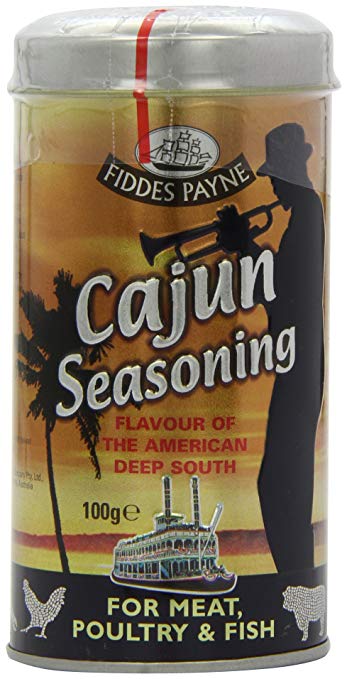 FIDDES PAYNE
Cajun
Seasoning
FLAVOUR OF
THE AMERICAN
DEEP SOUTH
100g℮
FOR MEAT,
POULTRY & FISH